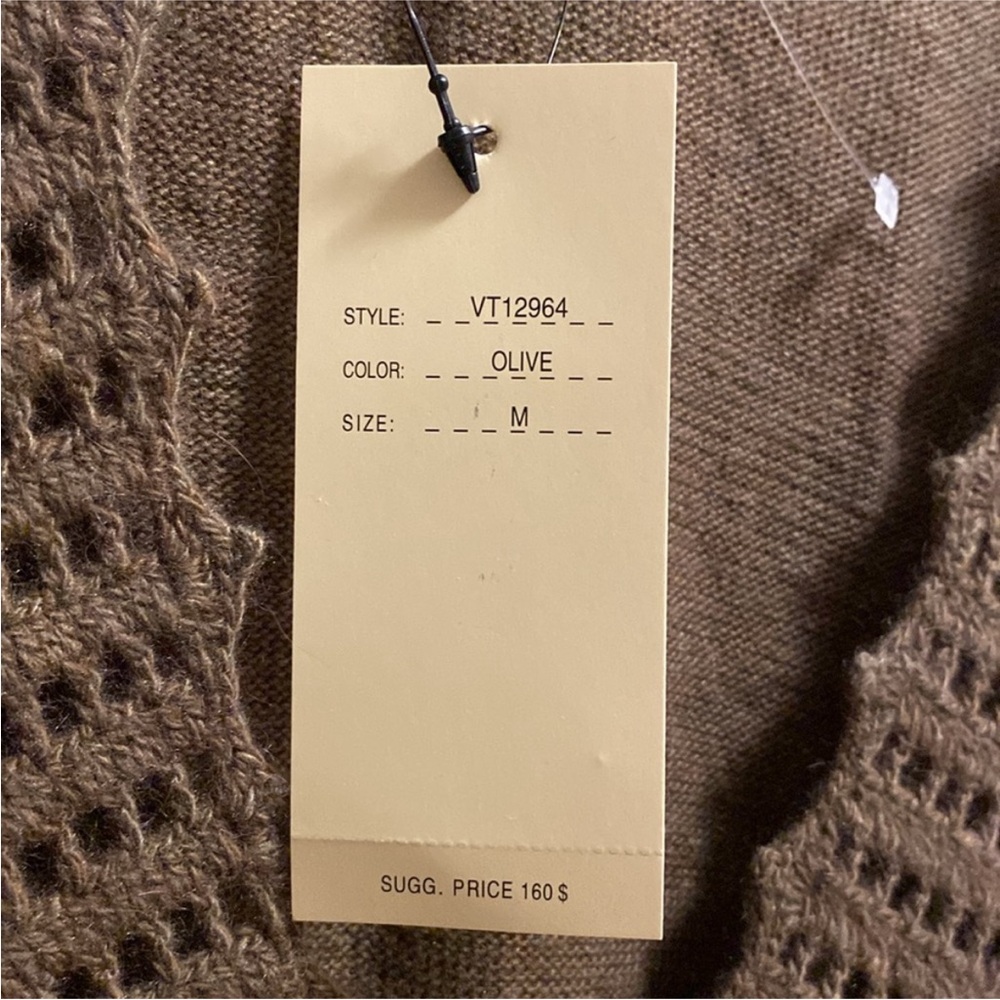 STYLE: VT12964
COLOR: OLIVE
SIZE: M
SUGG. PRICE 160 $